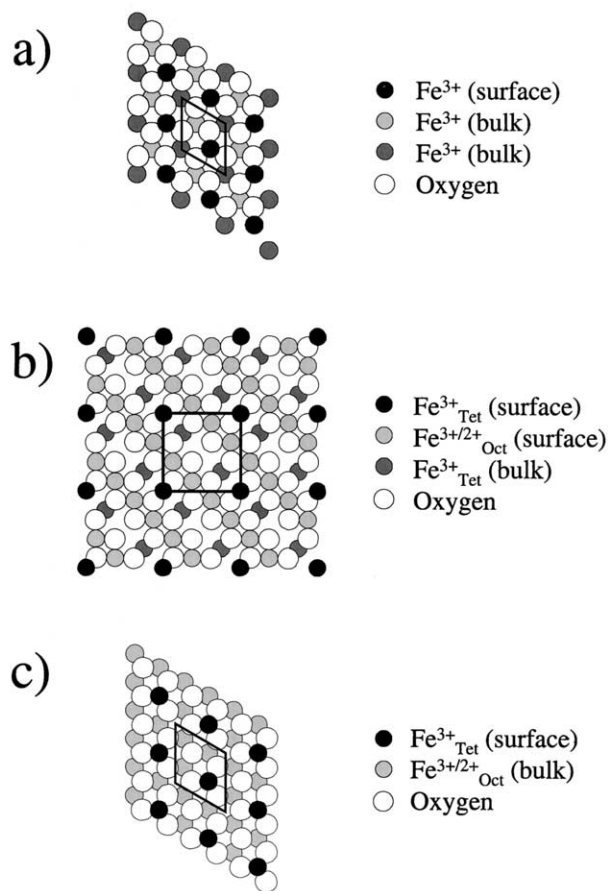 a)
Fe³⁺ (surface)
Fe³⁺ (bulk)
Fe³⁺ (bulk)
Oxygen
b)
Fe³⁺Tet (surface)
Fe³⁺/²⁺Oct (surface)
Fe³⁺Tet (bulk)
Oxygen
c)
Fe³⁺Tet (surface)
Fe³⁺/²⁺Oct (bulk)
Oxygen